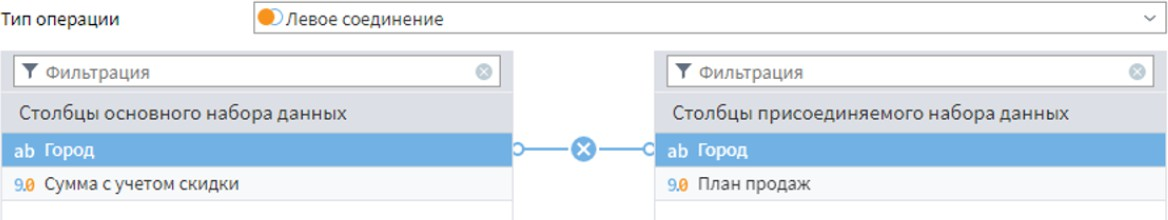 Тип операции Левое соединение
Фильтрация Фильтрация
Столбцы основного набора данных Столбцы присоединяемого набора данных
ab Город ab Город
9.0 Сумма с учетом скидки 9.0 План продаж